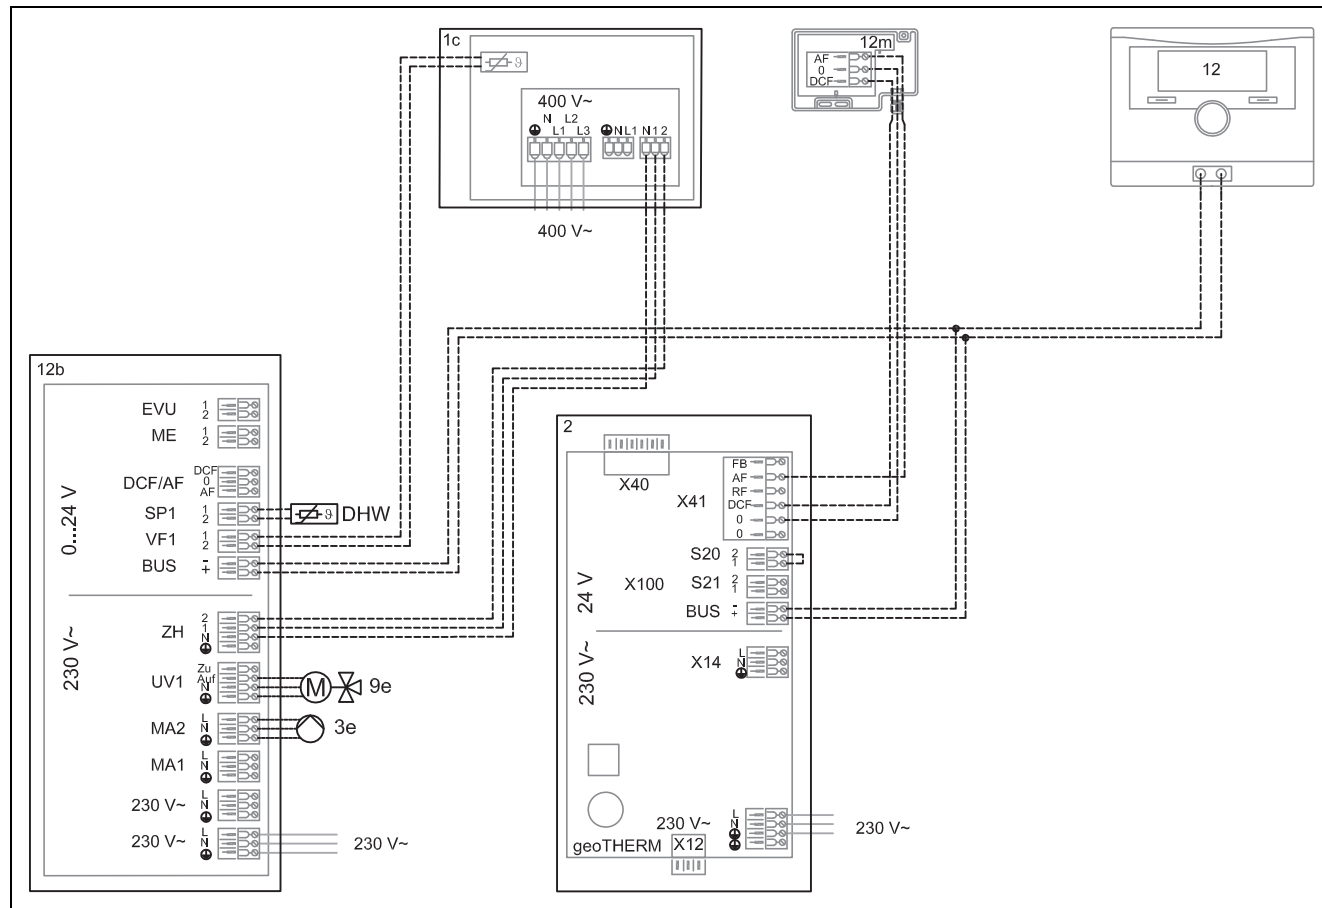 1c
ϑ
400 V~
N L2
L1 L3
N L1
N 1 2
400 V~
12m
AF
0
DCF
12
12b
0...24 V
EVU 1
2
ME 1
2
DCF/AF DCF
0
AF
SP1 1
2
ϑ DHW
VF1 1
2
BUS -
+
230 V~
ZH 2
1
N
UV1 Zu
Auf
N
M 9e
MA2 L
N
3e
MA1 L
N
230 V~ L
N
230 V~ L
N
230 V~
2
X40
X41
FB
AF
RF
DCF
0
0
24 V
X100
S20 2
1
S21 2
1
BUS -
+
230 V~
X14 L
N
230 V~
L
N
230 V~
geoTHERM
X12